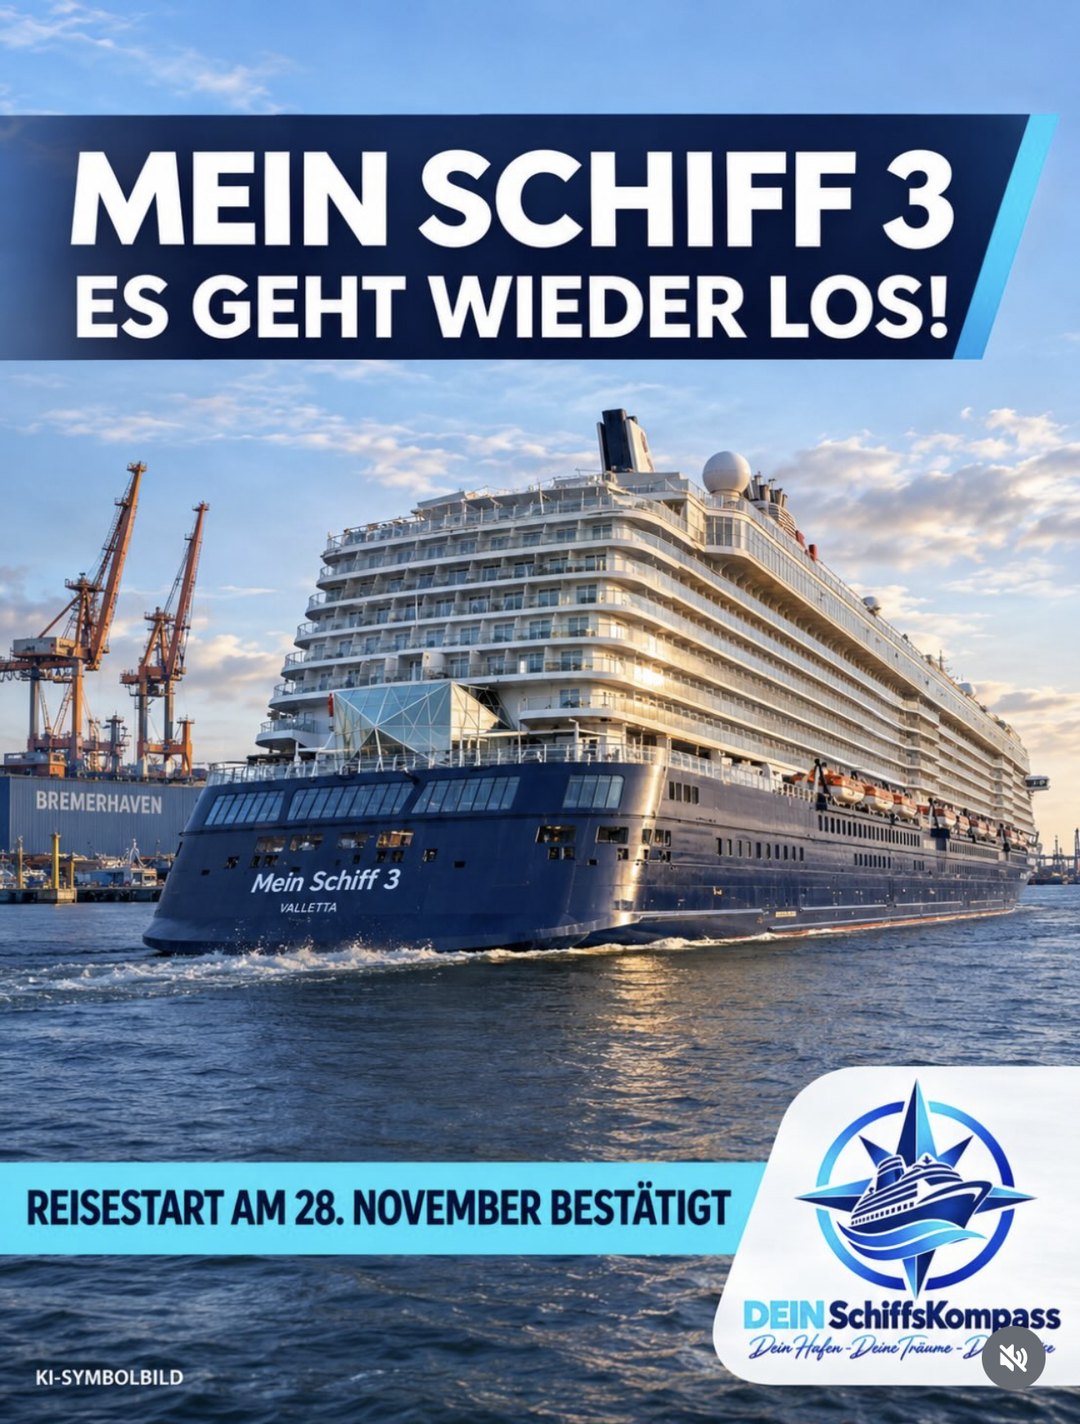 MEIN SCHIFF 3
ES GEHT WIEDER LOS!
BREMERHAVEN
Mein Schiff 3
VALLETTA
REISESTART AM 28. NOVEMBER BESTÄTIGT
DEIN SchiffsKompass
Dein Hafen - Deine Träume -
KI-SYMBOLBILD